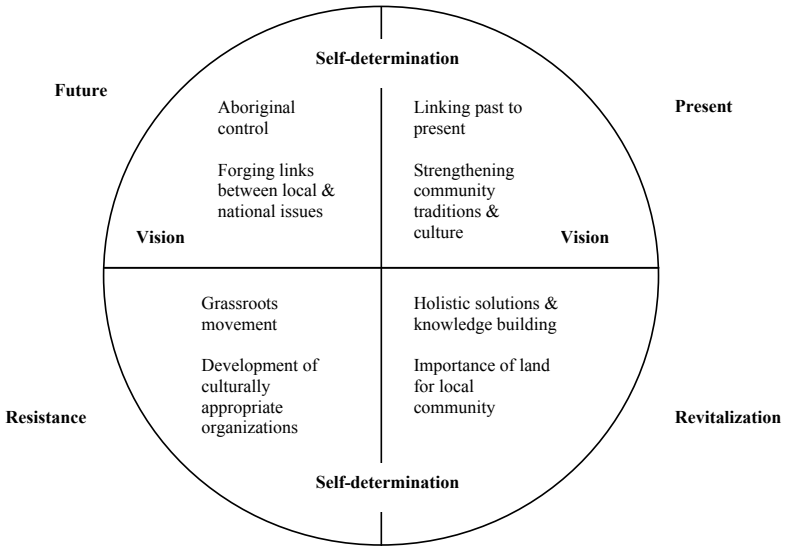 Self-determination
Future
Present
Aboriginal
control
Forging links
between local &
national issues
Vision
Linking past to
present
Strengthening
community
traditions &
culture
Vision
Grassroots
movement
Development of
culturally
appropriate
organizations
Resistance
Holistic solutions &
knowledge building
Importance of land
for local
community
Revitalization
Self-determination